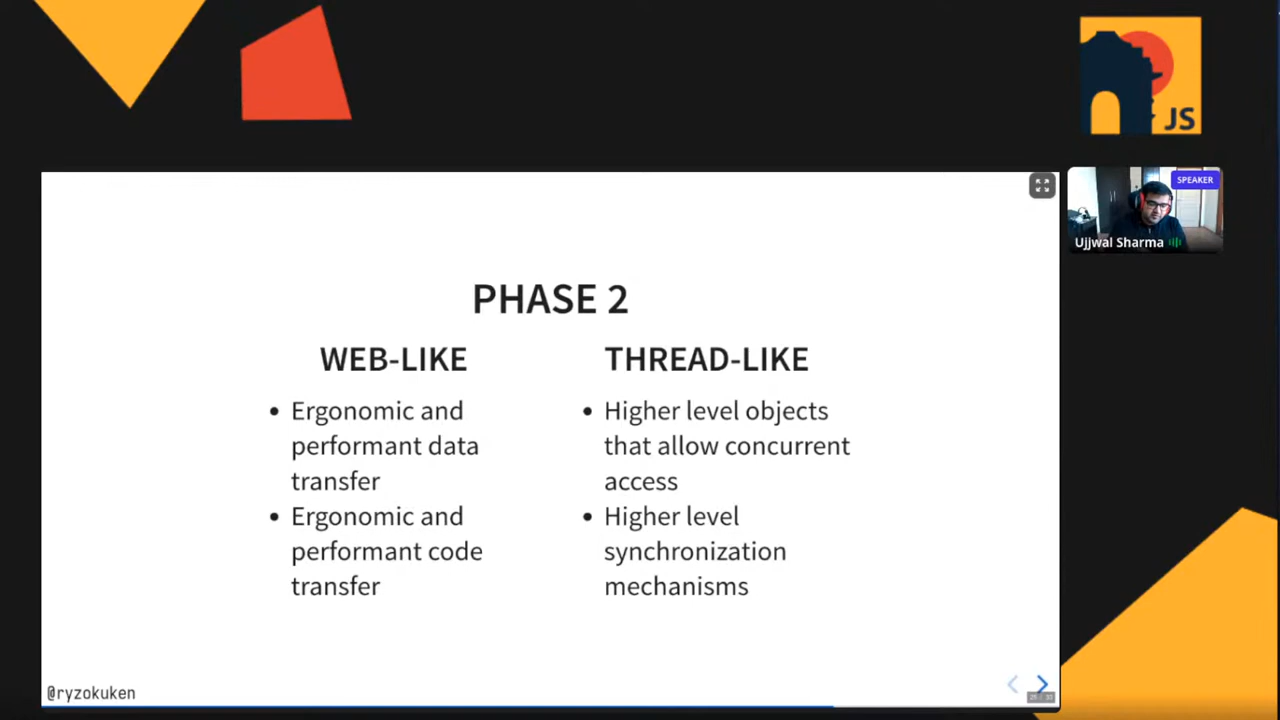 JS
SPEAKER
Ujjwal Sharma
PHASE 2
WEB-LIKE
Ergonomic and
performant data
transfer
Ergonomic and
performant code
transfer
THREAD-LIKE
Higher level objects
that allow concurrent
access
Higher level
synchronization
mechanisms
@ryzokuken